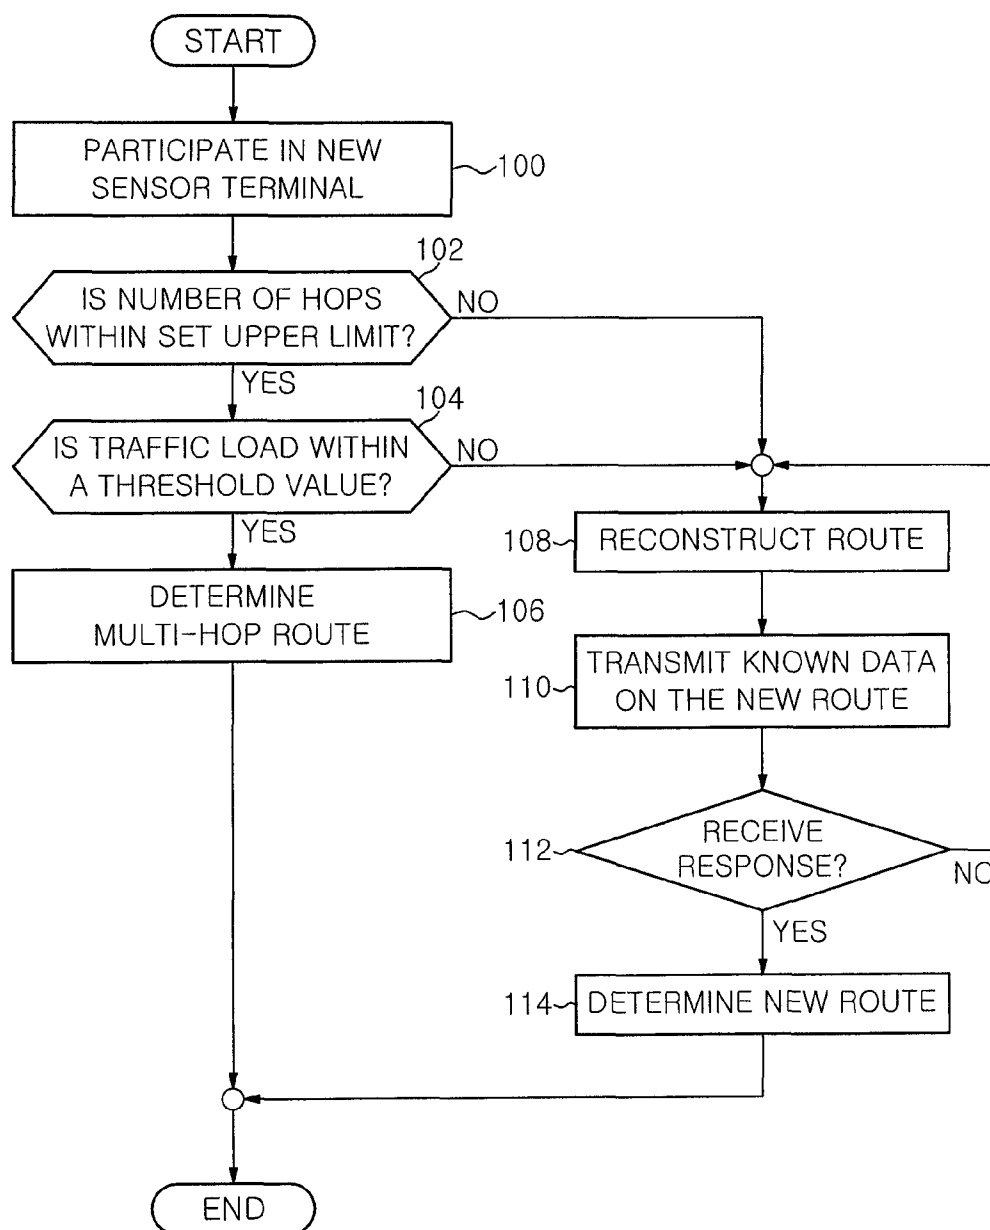 START
PARTICIPATE IN NEW
SENSOR TERMINAL
100
102
IS NUMBER OF HOPS
WITHIN SET UPPER LIMIT?
NO
YES
104
IS TRAFFIC LOAD WITHIN
A THRESHOLD VALUE?
NO
YES
DETERMINE
MULTI-HOP ROUTE
106
108
RECONSTRUCT ROUTE
110
TRANSMIT KNOWN DATA
ON THE NEW ROUTE
112
RECEIVE
RESPONSE?
NO
YES
114
DETERMINE NEW ROUTE
END